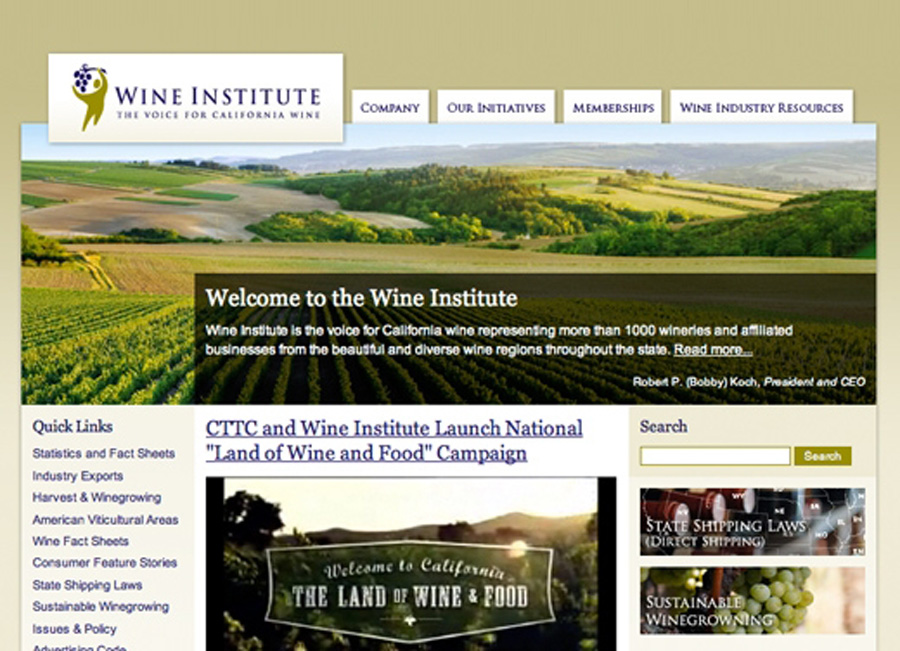 WINE INSTITUTE
THE VOICE FOR CALIFORNIA WINE
COMPANY
OUR INITIATIVES
MEMBERSHIPS
WINE INDUSTRY RESOURCES
Welcome to the Wine Institute
Wine Institute is the voice for California wine representing more than 1000 wineries and affiliated
businesses from the beautiful and diverse wine regions throughout the state. Read more...
Robert P. (Bobby) Koch, President and CEO
Quick Links
Statistics and Fact Sheets
Industry Exports
Harvest & Winegrowing
American Viticultural Areas
Wine Fact Sheets
Consumer Feature Stories
State Shipping Laws
Sustainable Winegrowing
Issues & Policy
Advertising Code
CTTC and Wine Institute Launch National
"Land of Wine and Food" Campaign
Welcome to California
THE LAND OF WINE & FOOD
Search
Search
WY
NE
STATE SHIPPING LAWS
(DIRECT SHIPPING)
SUSTAINABLE
WINEGROWNING